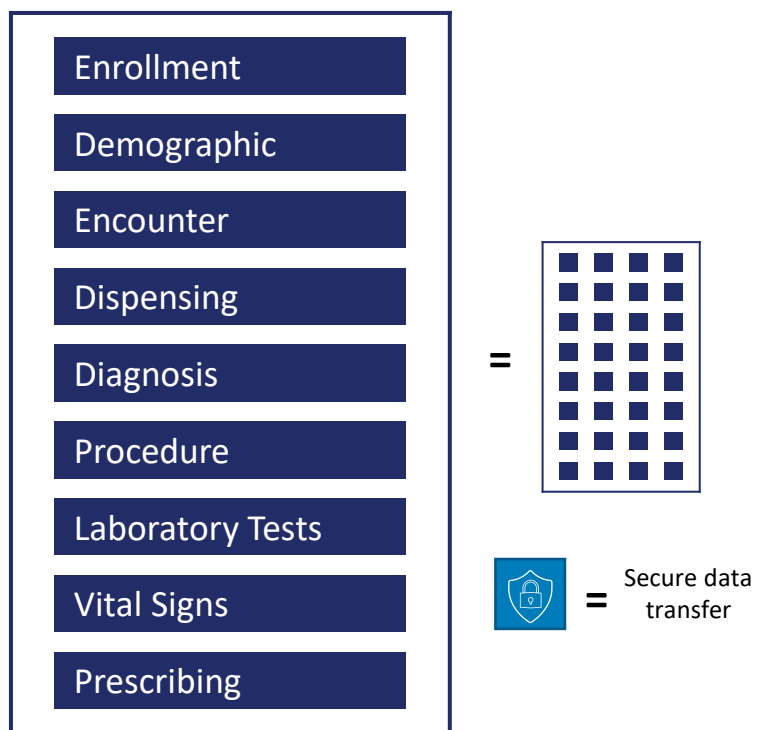 Enrollment
Demographic
Encounter
Dispensing
Diagnosis
Procedure
Laboratory Tests
Vital Signs
Prescribing
=
= Secure data
transfer